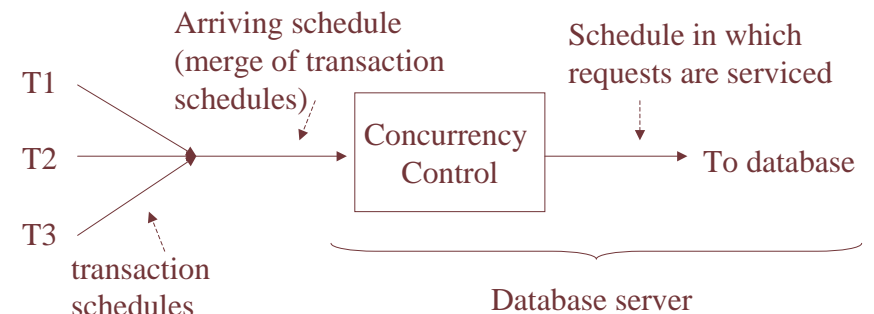 Arriving schedule
(merge of transaction
schedules)
Schedule in which
requests are serviced
T1
T2
T3
Concurrency
Control
To database
transaction
schedules
Database server